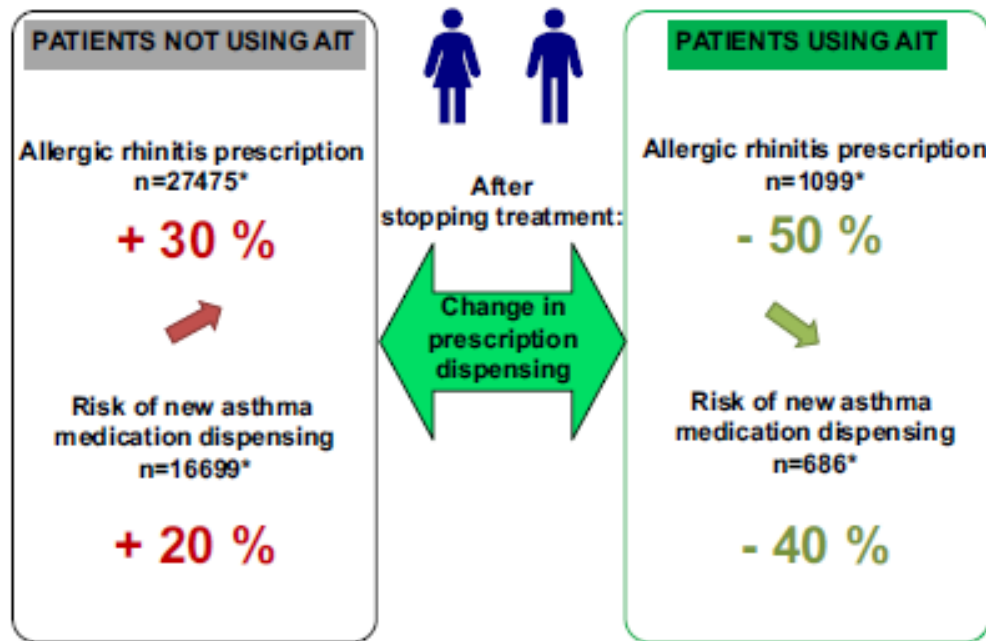 PATIENTS NOT USING AIT
Allergic rhinitis prescription
n=27475*
+ 30 %
Risk of new asthma
medication dispensing
n=16699*
+ 20 %
After
stopping treatment:
Change in
prescription
dispensing
PATIENTS USING AIT
Allergic rhinitis prescription
n=1099*
- 50 %
Risk of new asthma
medication dispensing
n=686*
- 40 %